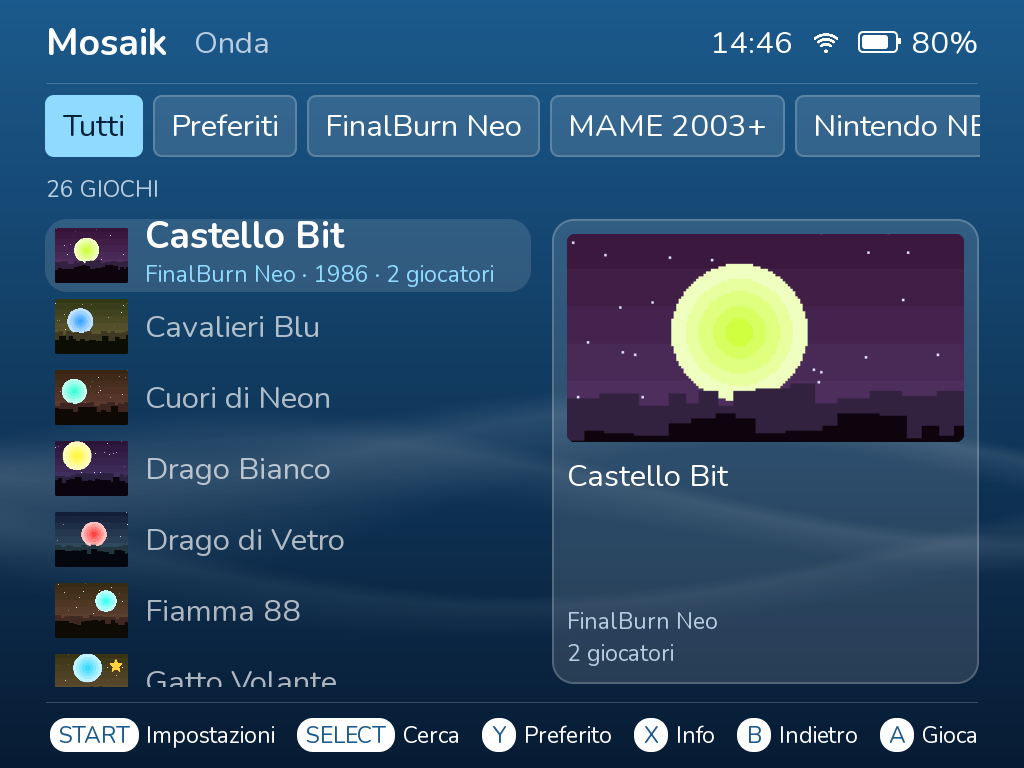 Mosaik Onda 14:46 80%
Tutti Preferiti FinalBurn Neo MAME 2003+ Nintendo NE
26 GIOCHI
Castello Bit
FinalBurn Neo · 1986 · 2 giocatori
Cavalieri Blu
Cuori di Neon
Drago Bianco
Drago di Vetro
Fiamma 88
Gatto Volante
Castello Bit
FinalBurn Neo
2 giocatori
START Impostazioni SELECT Cerca Y Preferito X Info B Indietro A Gioca